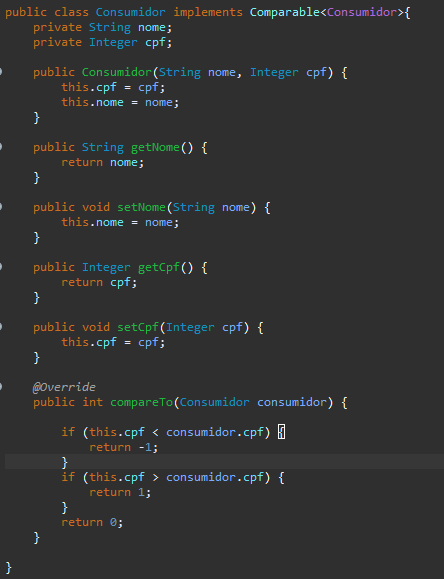 public class Consumidor implements Comparable<Consumidor>{
    private String nome;
    private Integer cpf;

    public Consumidor(String nome, Integer cpf) {
        this.cpf = cpf;
        this.nome = nome;
    }

    public String getNome() {
        return nome;
    }

    public void setNome(String nome) {
        this.nome = nome;
    }

    public Integer getCpf() {
        return cpf;
    }

    public void setCpf(Integer cpf) {
        this.cpf = cpf;
    }

    @Override
    public int compareTo(Consumidor consumidor) {

        if (this.cpf < consumidor.cpf) {
            return -1;
        }
        if (this.cpf > consumidor.cpf) {
            return 1;
        }
        return 0;
    }

}